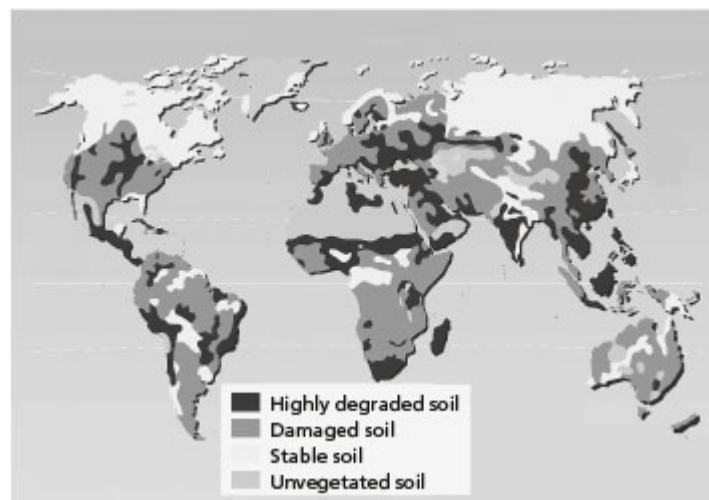 Highly degraded soil
Damaged soil
Stable soil
Unvegetated soil